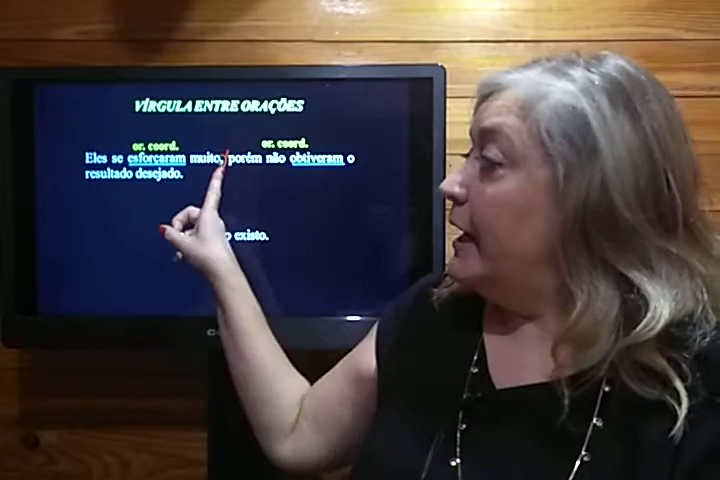 VÍRGULA ENTRE ORAÇÕES
or. coord. or. coord.
Eles se esforçaram muito, porém não obtiveram o
resultado desejado.
existo.